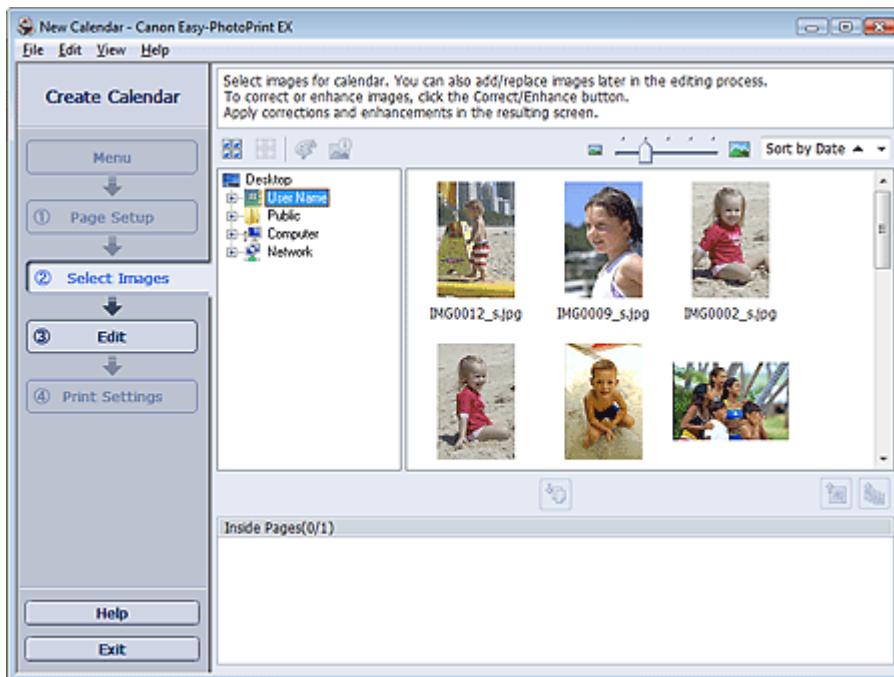 New Calendar - Canon Easy-PhotoPrint EX
File Edit View Help
Create Calendar
Menu
① Page Setup
② Select Images
③ Edit
④ Print Settings
Help
Exit
Select images for calendar. You can also add/replace images later in the editing process.
To correct or enhance images, click the Correct/Enhance button.
Apply corrections and enhancements in the resulting screen.
Sort by Date
Desktop
User Name
Public
Computer
Network
IMG0012_s.jpg IMG0009_s.jpg IMG0002_s.jpg
Inside Pages(0/1)